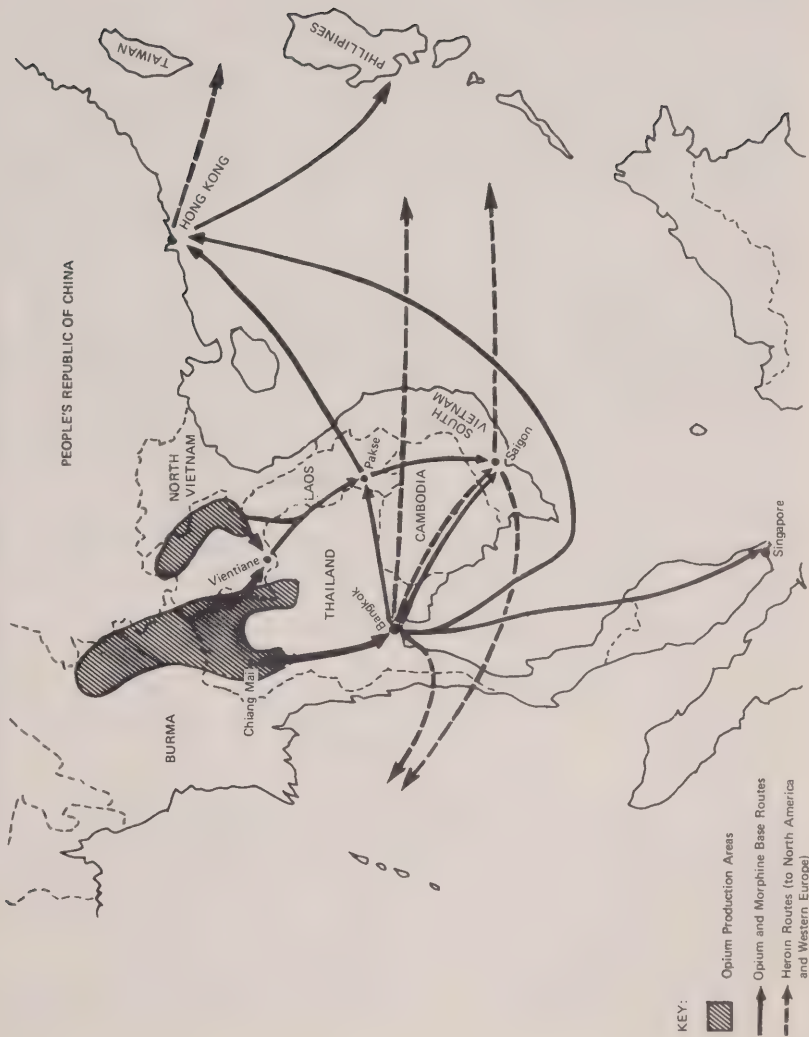 PEOPLE'S REPUBLIC OF CHINA
TAIWAN
HONG KONG
PHILLIPINES
BURMA
NORTH
VIETNAM
LAOS
Vientiane
Chiang Mai
THAILAND
Pakse
Bangkok
CAMBODIA
SOUTH
VIETNAM
Saigon
Singapore
KEY:
Opium Production Areas
Opium and Morphine Base Routes
Heroin Routes (to North America
and Western Europe)